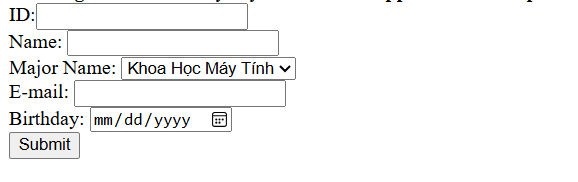 ID:
Name:
Major Name: Khoa Học Máy Tính
E-mail:
Birthday: mm/dd/yyyy
Submit